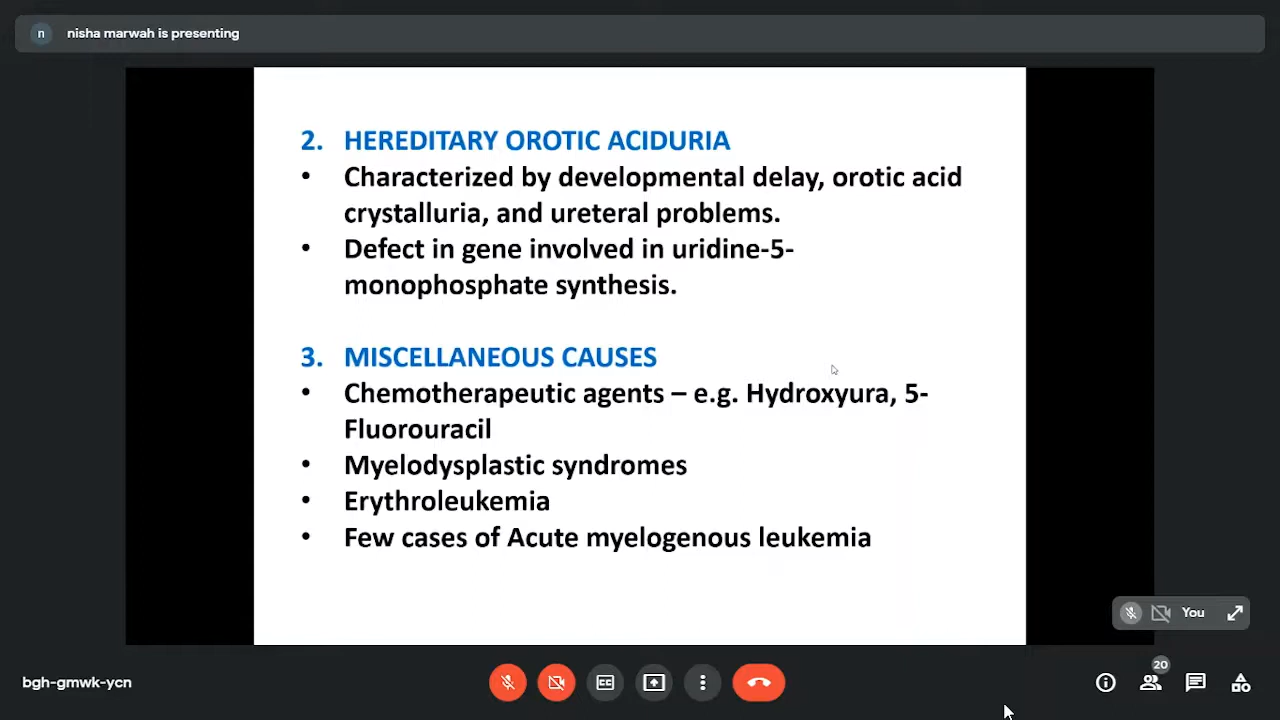 n nisha marwah is presenting
2. HEREDITARY OROTIC ACIDURIA
• Characterized by developmental delay, orotic acid
crystalluria, and ureteral problems.
• Defect in gene involved in uridine-5-
monophosphate synthesis.
3. MISCELLANEOUS CAUSES
• Chemotherapeutic agents – e.g. Hydroxyura, 5-
Fluorouracil
• Myelodysplastic syndromes
• Erythroleukemia
• Few cases of Acute myelogenous leukemia
You
20
bgh-gmwk-ycn
CC